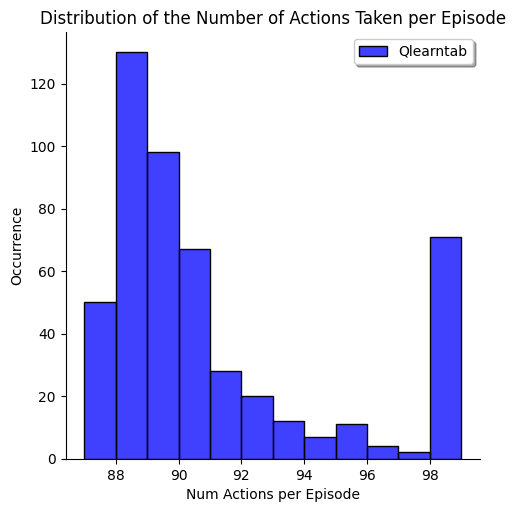 Distribution of the Number of Actions Taken per Episode
Qlearntab
120
100
80
60
40
20
0
Occurrence
88 90 92 94 96 98
Num Actions per Episode